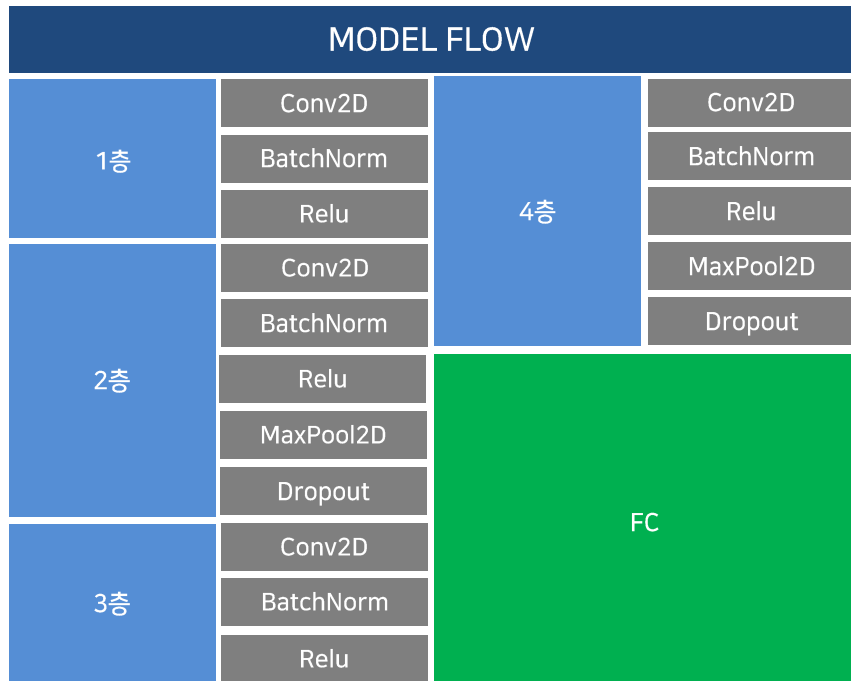 MODEL FLOW
1층
Conv2D
BatchNorm
Relu
2층
Conv2D
BatchNorm
Relu
MaxPool2D
Dropout
3층
Conv2D
BatchNorm
Relu
4층
Conv2D
BatchNorm
Relu
MaxPool2D
Dropout
FC